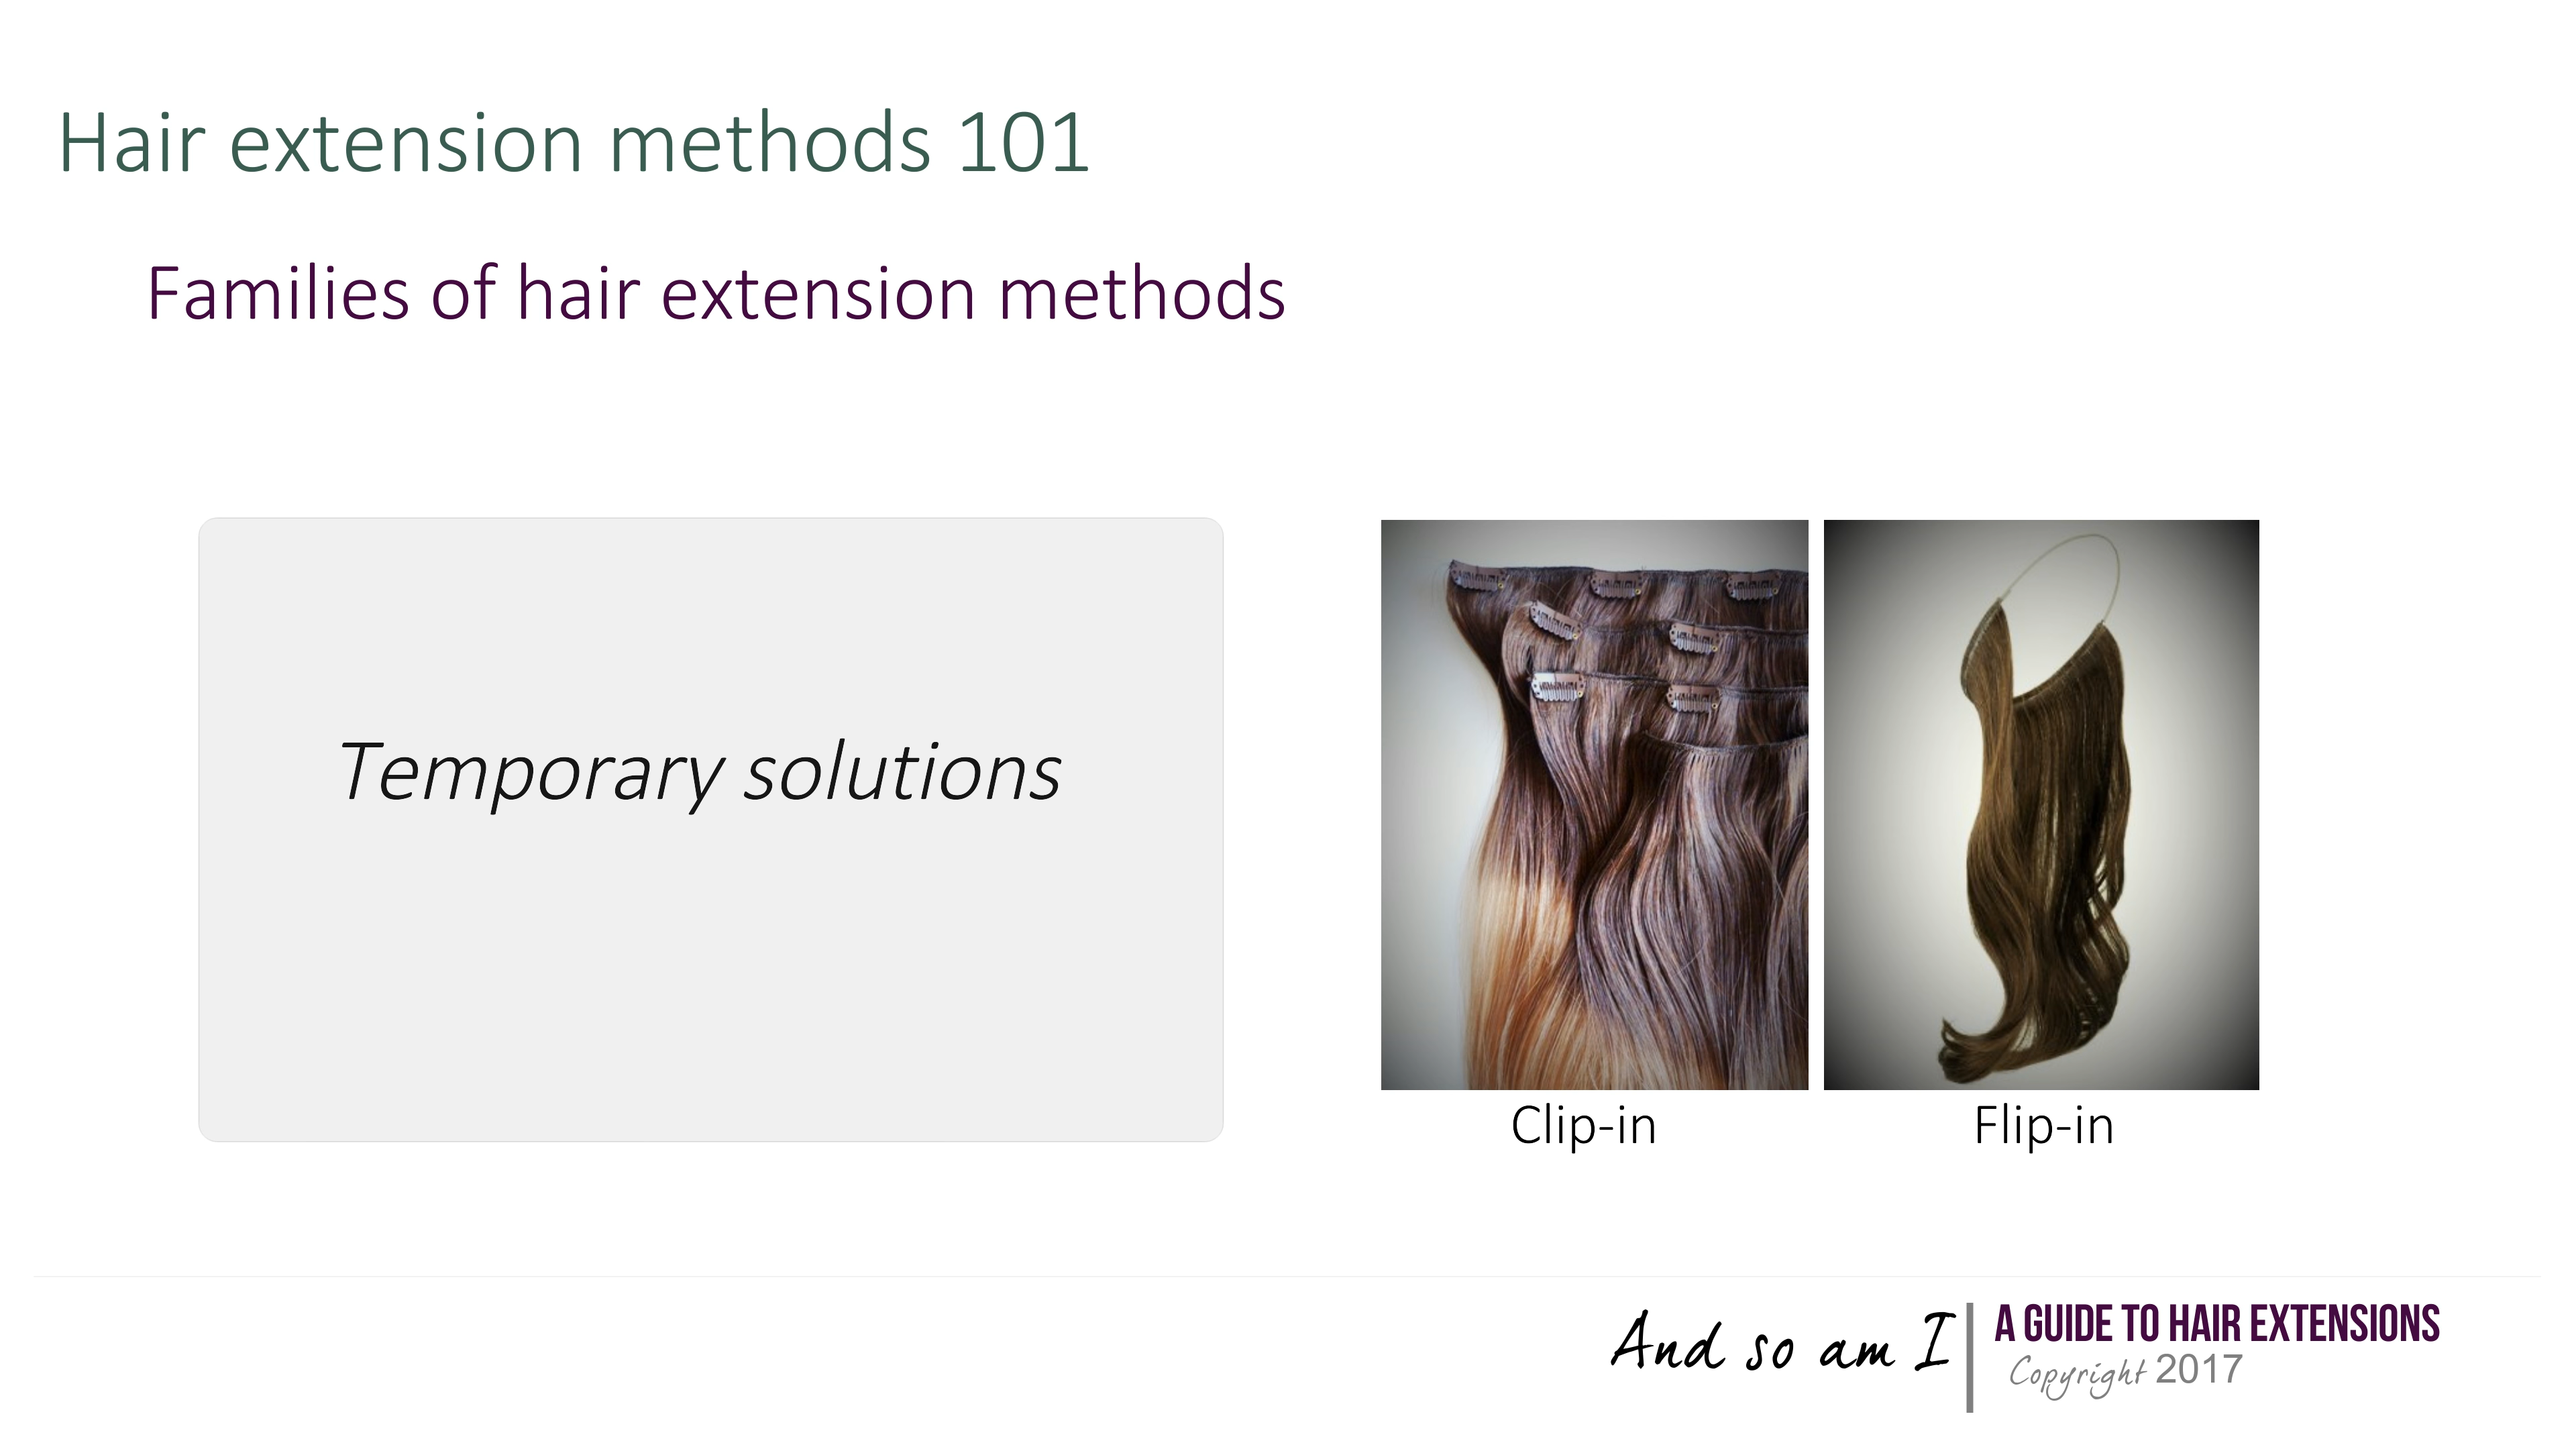 Hair extension methods 101
Families of hair extension methods
Temporary solutions
Clip-in
Flip-in
And so am I
A GUIDE TO HAIR EXTENSIONS
Copyright 2017